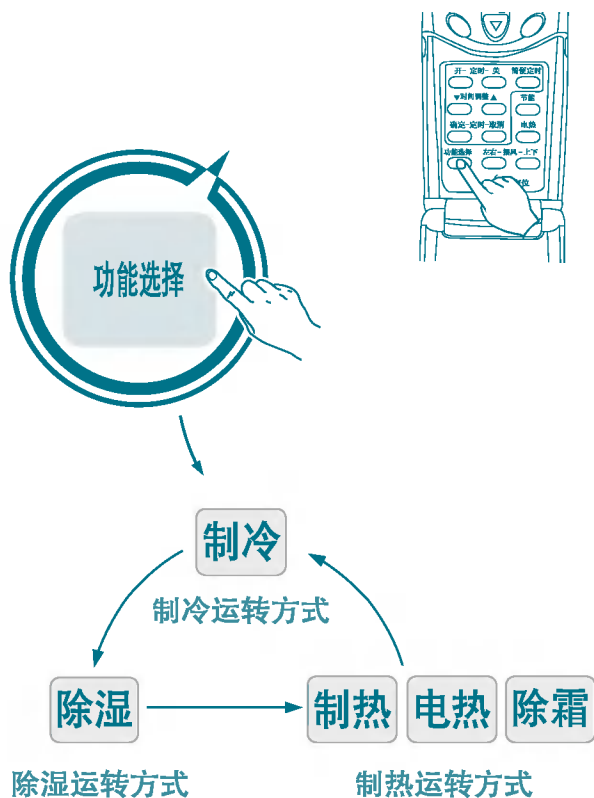 开-定时-关 简便定时
▼时间调整▲ 节能
确定-定时-取消 电热
功能选择 左右-摆风-上下
位
功能选择
制冷
制冷运转方式
除湿 制热 电热 除霜
除湿运转方式 制热运转方式